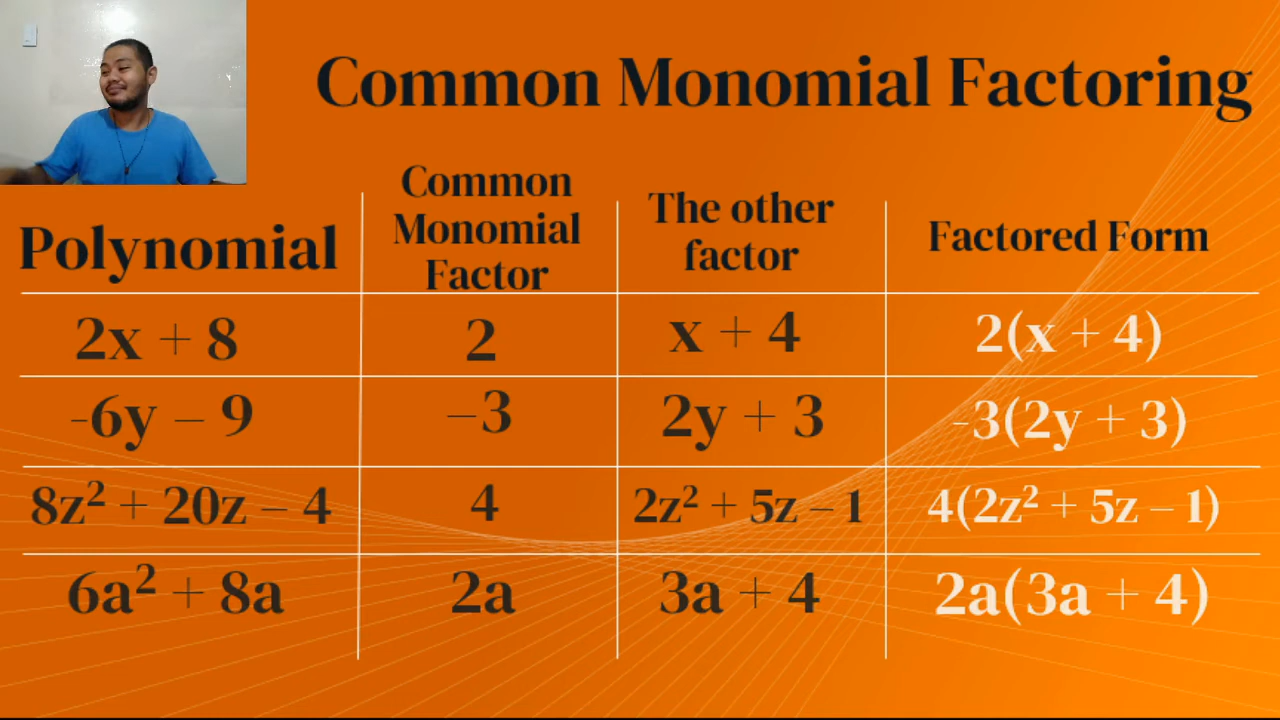 Common Monomial Factoring
Polynomial
Common
Monomial
Factor
The other
factor
Factored Form
2x + 8
2
x + 4
2(x + 4)
-6y – 9
–3
2y + 3
-3(2y + 3)
8z² + 20z – 4
4
2z² + 5z – 1
4(2z² + 5z – 1)
6a² + 8a
2a
3a + 4
2a(3a + 4)